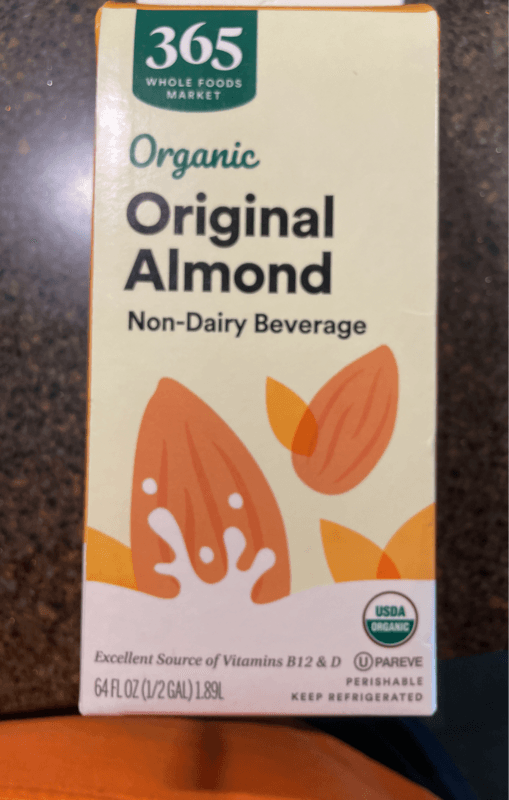 365
WHOLE FOODS
MARKET
Organic
Original
Almond
Non-Dairy Beverage
USDA
ORGANIC
Excellent Source of Vitamins B12 & D
U PAREVE
64 FL OZ (1/2 GAL) 1.89L
PERISHABLE
KEEP REFRIGERATED